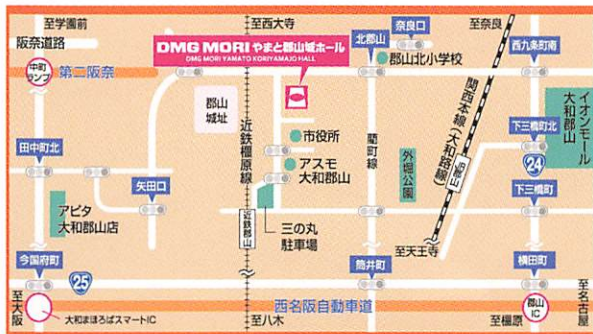 至学園前
至西大寺
至奈良
阪奈道路
DMG MORI やまと郡山城ホール
DMG MORI YAMATO KORIYAMAJO HALL
北郡山
奈良口
西九条町南
中町
ランプ
第二阪奈
郡山北小学校
郡山
城址
近鉄橿原線
市役所
藺町線
関西本線(大和路線)
イオンモール
大和郡山
下三橋町北
24
田中町北
アスモ
大和郡山
外堀公園
郡山
矢田口
下三橋町
アピタ
大和郡山店
近鉄郡山
三の丸
駐車場
至天王寺
今国府町
25
筒井町
横田町
至大阪
大和まほろばスマートIC
西名阪自動車道
至八木
郡山
IC
至橿原
至名古屋